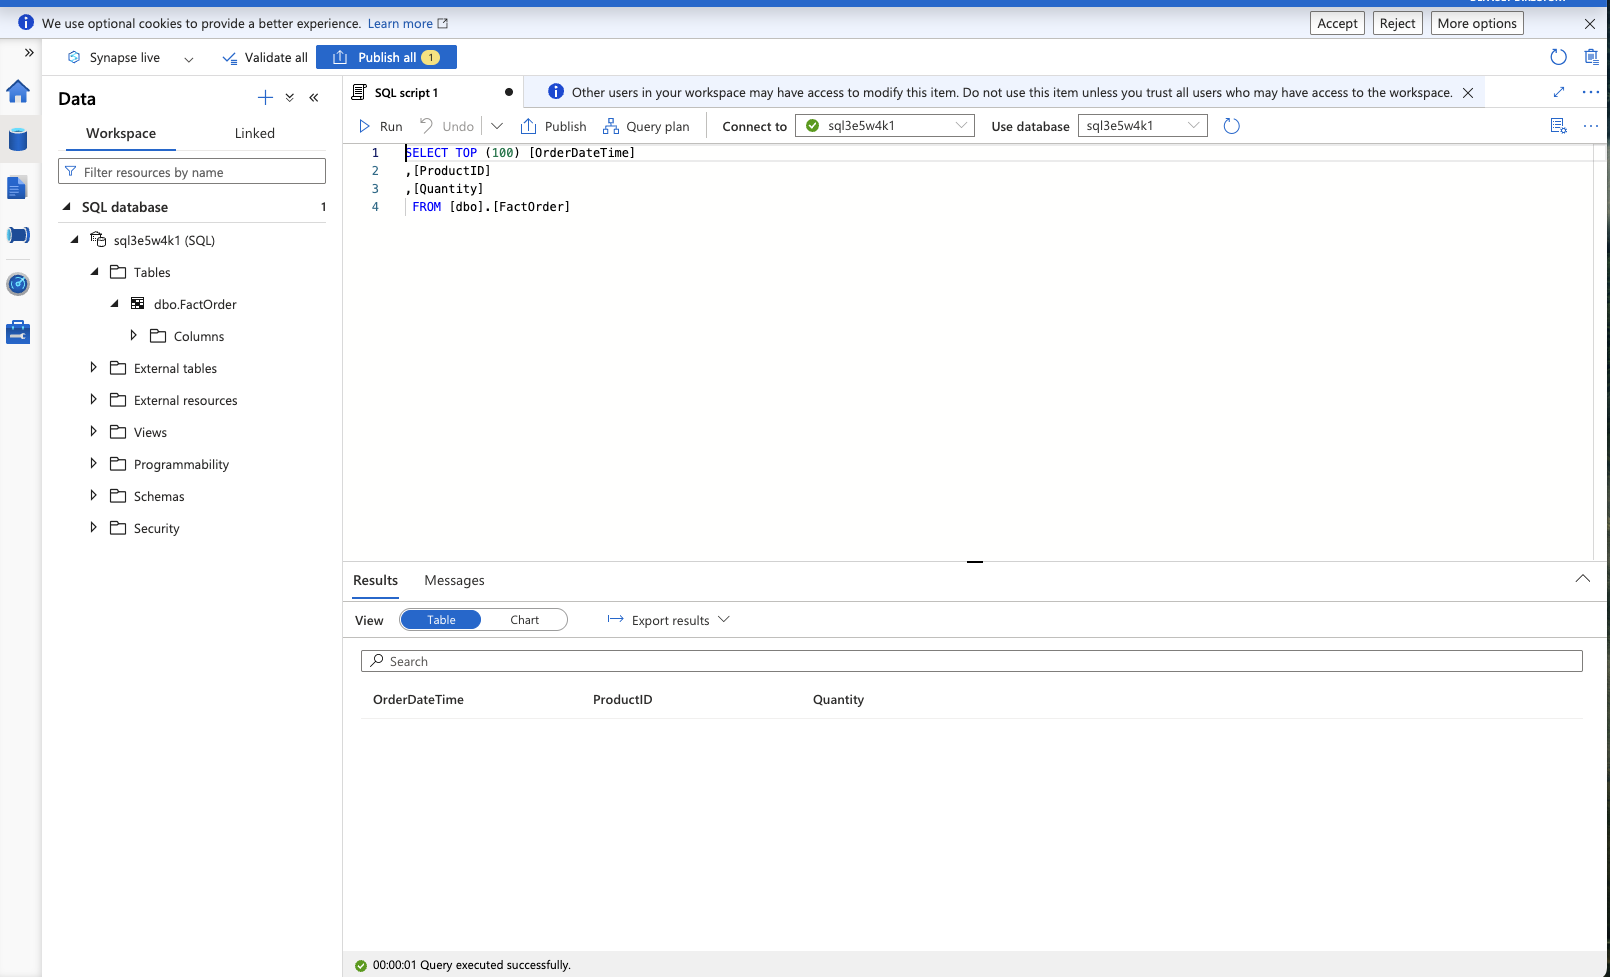 We use optional cookies to provide a better experience. Learn more
Accept
Reject
More options
Synapse live
Validate all
Publish all 1
Data
Workspace
Linked
Filter resources by name
SQL database 1
sql3e5w4k1 (SQL)
Tables
dbo.FactOrder
Columns
External tables
External resources
Views
Programmability
Schemas
Security
SQL script 1
Other users in your workspace may have access to modify this item. Do not use this item unless you trust all users who may have access to the workspace.
Run
Undo
Publish
Query plan
Connect to
sql3e5w4k1
Use database
sql3e5w4k1
1 SELECT TOP (100) [OrderDateTime]
2 ,[ProductID]
3 ,[Quantity]
4 FROM [dbo].[FactOrder]
Results
Messages
View
Table
Chart
Export results
Search
OrderDateTime
ProductID
Quantity
00:00:01 Query executed successfully.